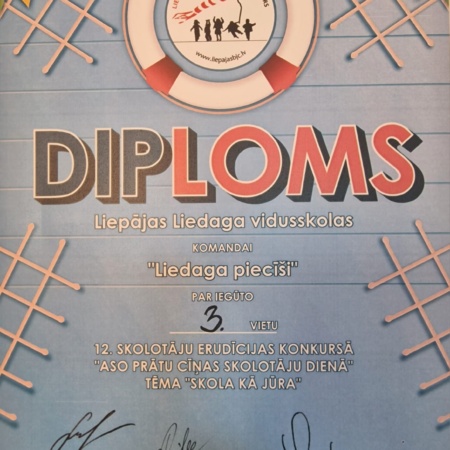 www.liepajasbjc.lv
DIPLOMS
Liepājas Liedaga vidusskolas
KOMANDAI
"Liedaga piecīši"
PAR IEGŪTO
3. VIETU
12. SKOLOTĀJU ERUDĪCIJAS KONKURSĀ
"ASO PRĀTU CĪŅAS SKOLOTĀJU DIENĀ"
TĒMA "SKOLA KĀ JŪRA"